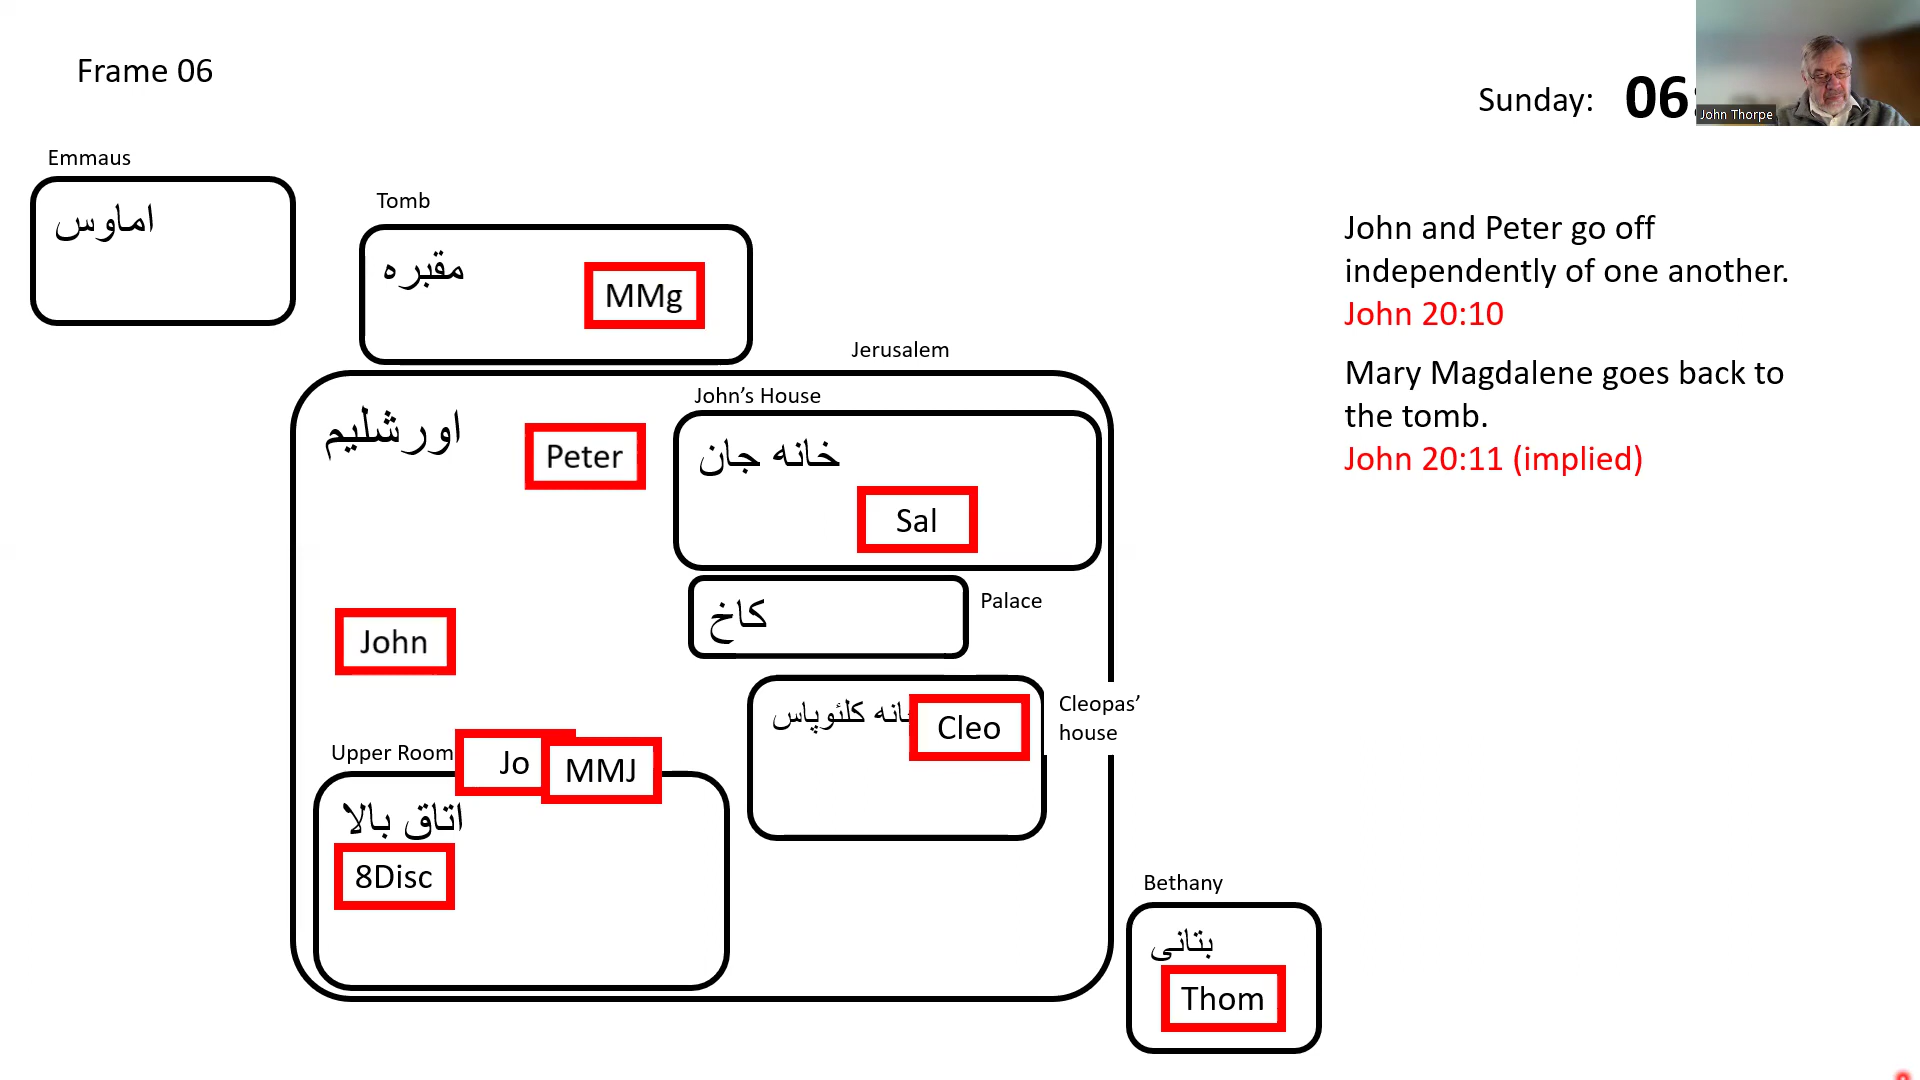 Frame 06
Sunday: 06:
John Thorpe
Emmaus
اماوس
Tomb
مقبره
MMg
John and Peter go off
independently of one another.
John 20:10
Mary Magdalene goes back to
the tomb.
John 20:11 (implied)
Jerusalem
اورشلیم
Peter
John’s House
خانه جان
Sal
کاخ
Palace
John
کلئوپاس
Cleo
Cleopas’
house
Upper Room
Jo
MMJ
اتاق بالا
8Disc
Bethany
بتانی
Thom